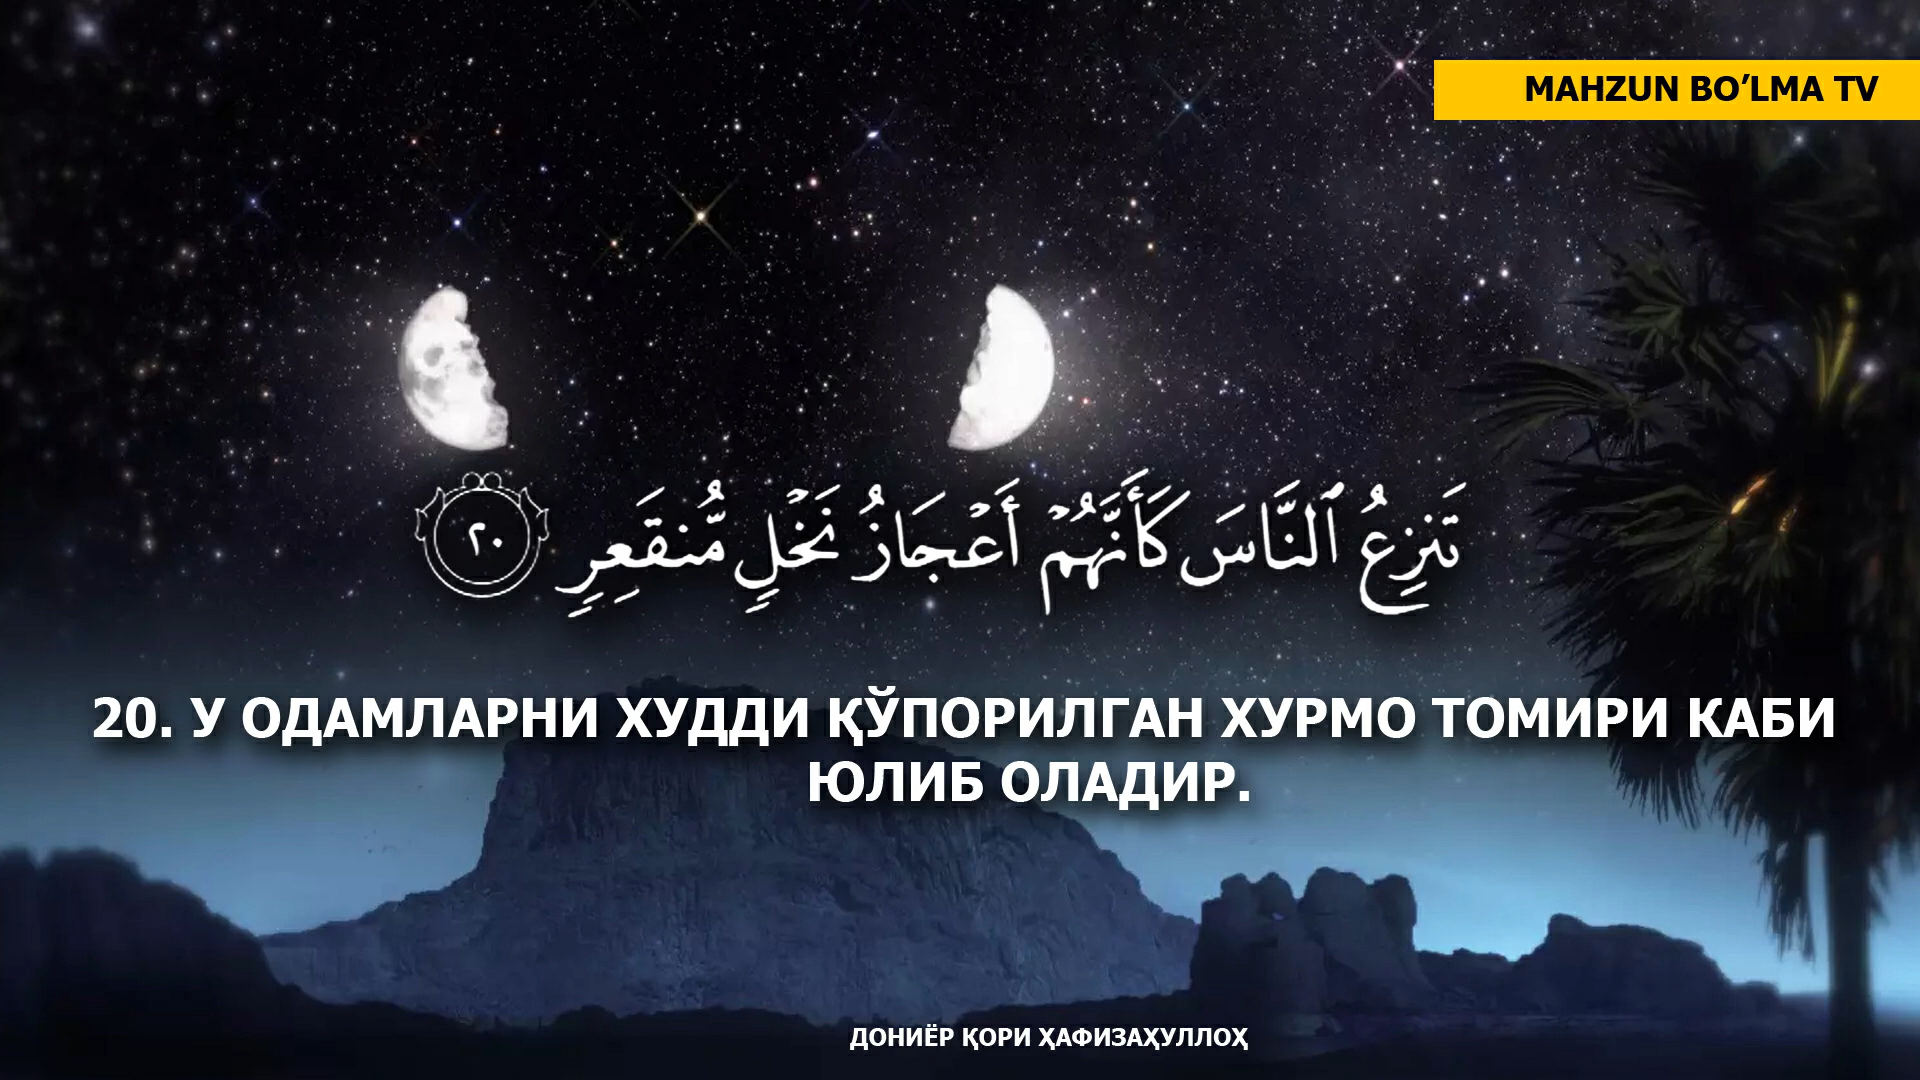 MAHZUN BO’LMA TV
تَنزِعُ ٱلنَّاسَ كَأَنَّهُمۡ أَعۡجَازُ نَخۡلٍ مُّنقَعِرٍ ٢٠
20. У ОДАМЛАРНИ ХУДДИ ҚЎПОРИЛГАН ХУРМО ТОМИРИ КАБИ
ЮЛИБ ОЛАДИР.
ДОНИЁР ҚОРИ ҲАФИЗАҲУЛЛОҲ